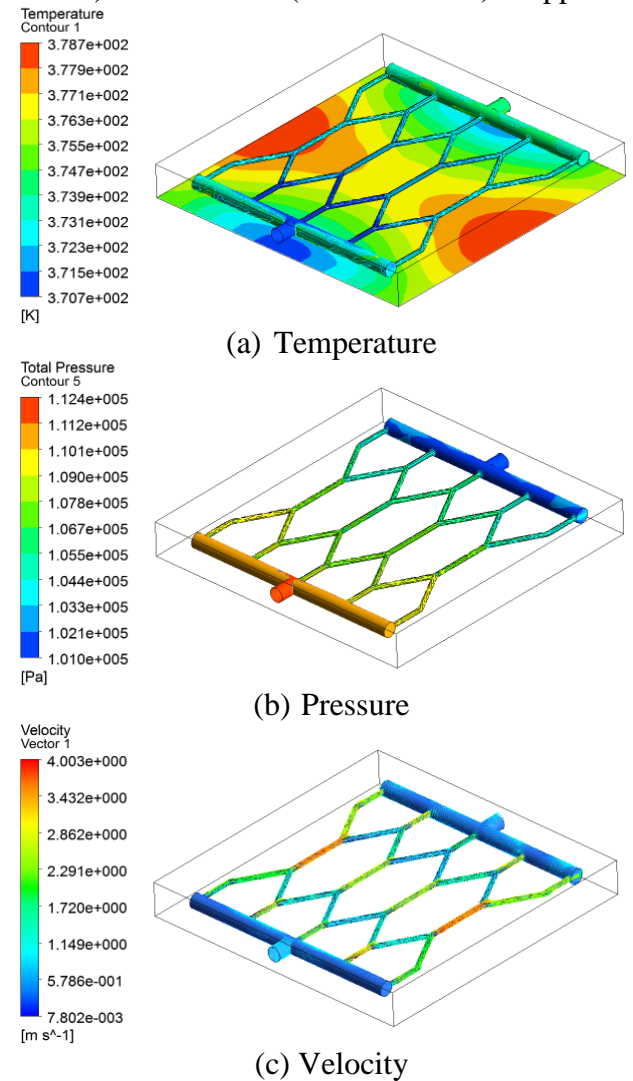 Temperature
Contour 1
3.787e+002
3.779e+002
3.771e+002
3.763e+002
3.755e+002
3.747e+002
3.739e+002
3.731e+002
3.723e+002
3.715e+002
3.707e+002
[K]
(a) Temperature
Total Pressure
Contour 5
1.124e+005
1.112e+005
1.101e+005
1.090e+005
1.078e+005
1.067e+005
1.055e+005
1.044e+005
1.033e+005
1.021e+005
1.010e+005
[Pa]
(b) Pressure
Velocity
Vector 1
4.003e+000
3.432e+000
2.862e+000
2.291e+000
1.720e+000
1.149e+000
5.786e-001
7.802e-003
[m s^-1]
(c) Velocity